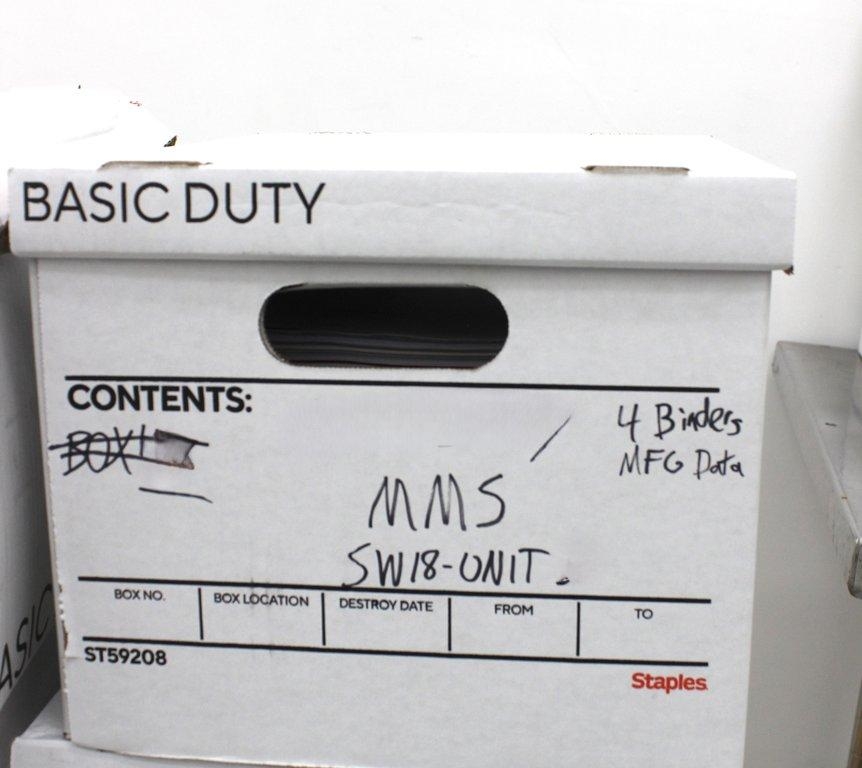 BASIC DUTY
CONTENTS:
BOX1
4 Binders
MFG Data
MMS
SW18-UNIT.
BOX NO. BOX LOCATION DESTROY DATE FROM TO
ST59208
Staples
ASIC